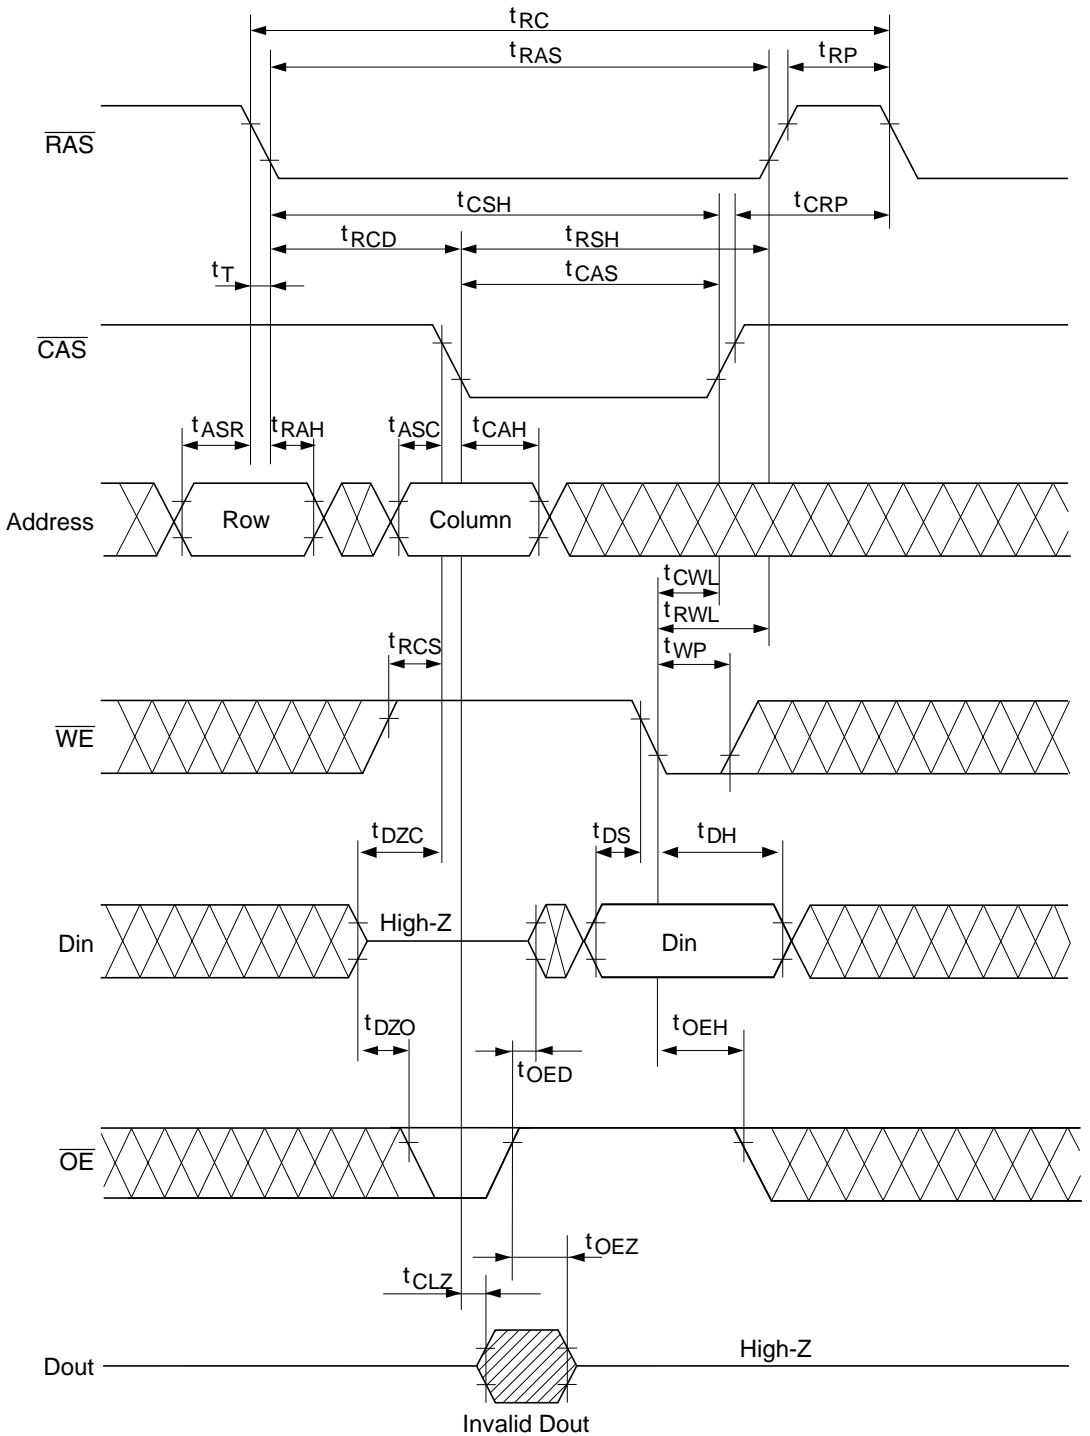 tRC
tRAS
tRP
RAS
tCSH
tCRP
tRCD
tRSH
tT
tCAS
CAS
tASR
tRAH
tASC
tCAH
Address
Row
Column
tCWL
tRWL
tRCS
tWP
WE
tDZC
tDS
tDH
High-Z
Din
Din
tDZO
tOEH
tOED
OE
tOEZ
tCLZ
High-Z
Dout
Invalid Dout